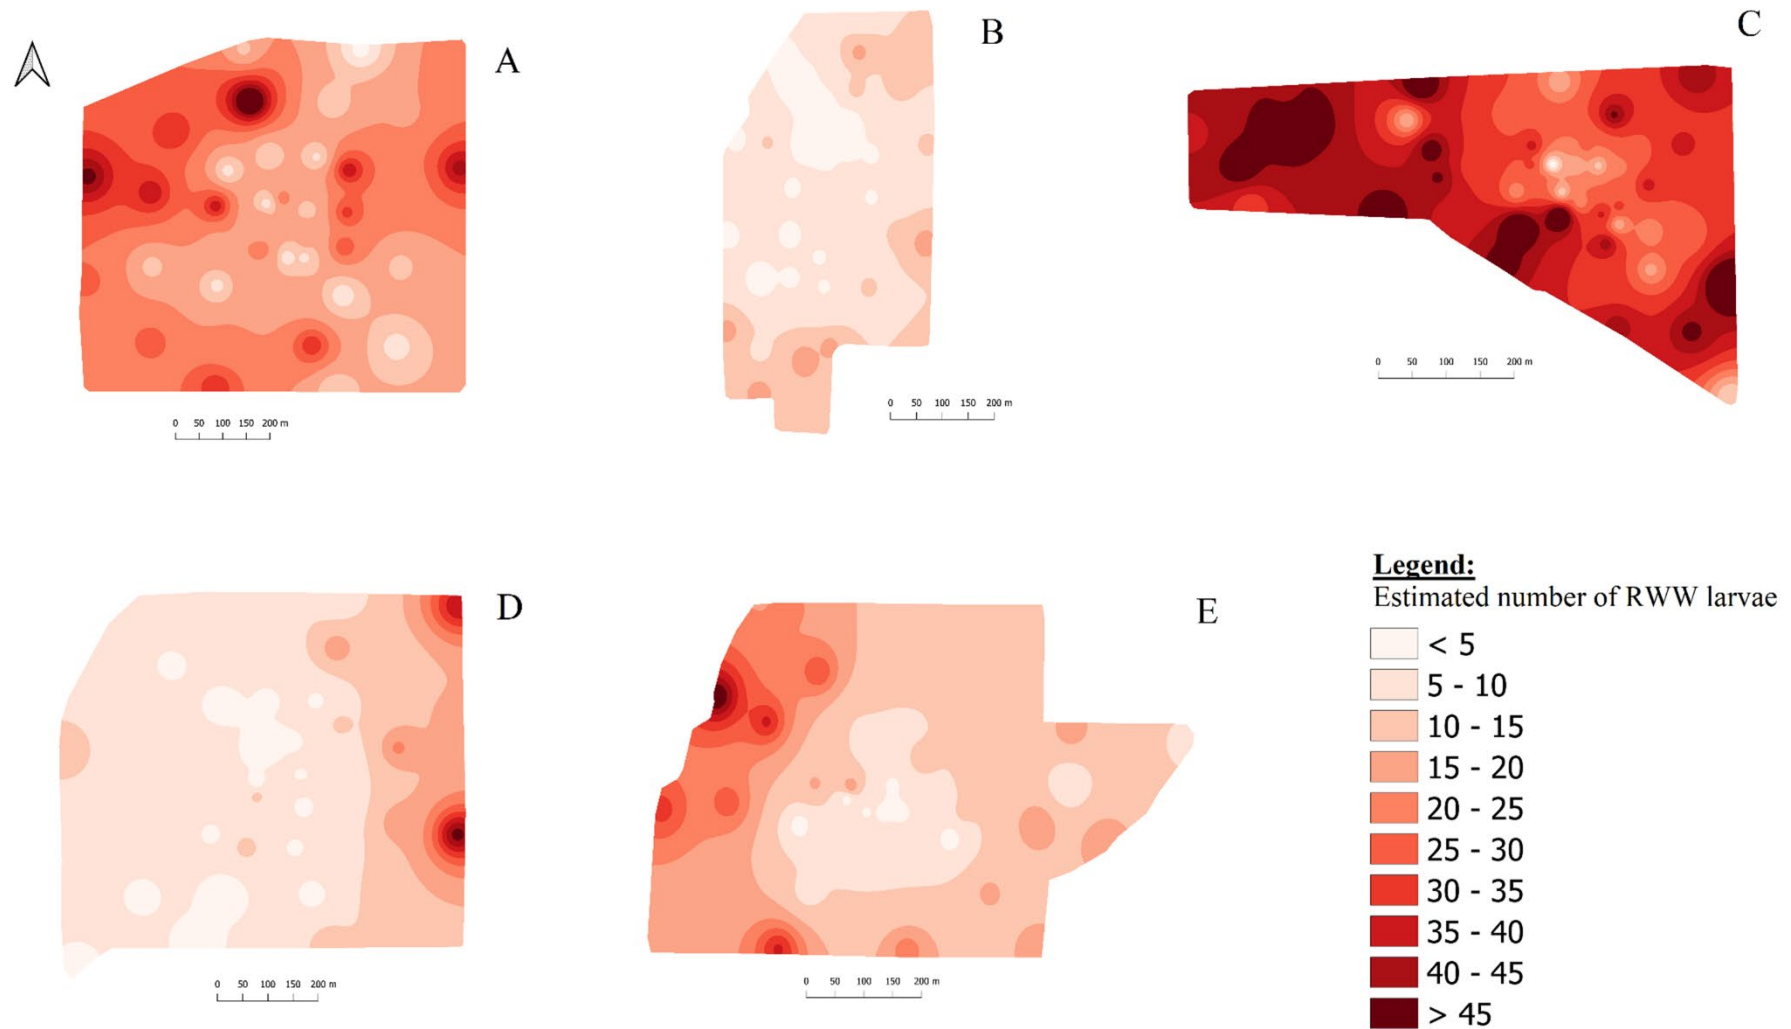 A
B
C
0 50 100 150 200 m
0 50 100 150 200 m
0 50 100 150 200 m
D
E
0 50 100 150 200 m
0 50 100 150 200 m
Legend:
Estimated number of RWW larvae
< 5
5 - 10
10 - 15
15 - 20
20 - 25
25 - 30
30 - 35
35 - 40
40 - 45
> 45